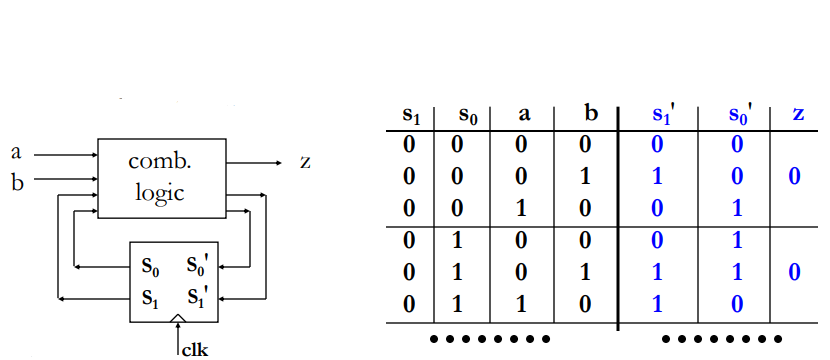 a
b
comb.
logic
z
s₀ s₀'
s₁ s₁'
clk
s₁ s₀ a b s₁' s₀' z
0 0 0 0 0 0
0 0 0 1 1 0 0
0 0 1 0 0 1
0 1 0 0 0 1
0 1 0 1 1 1 0
0 1 1 0 1 0